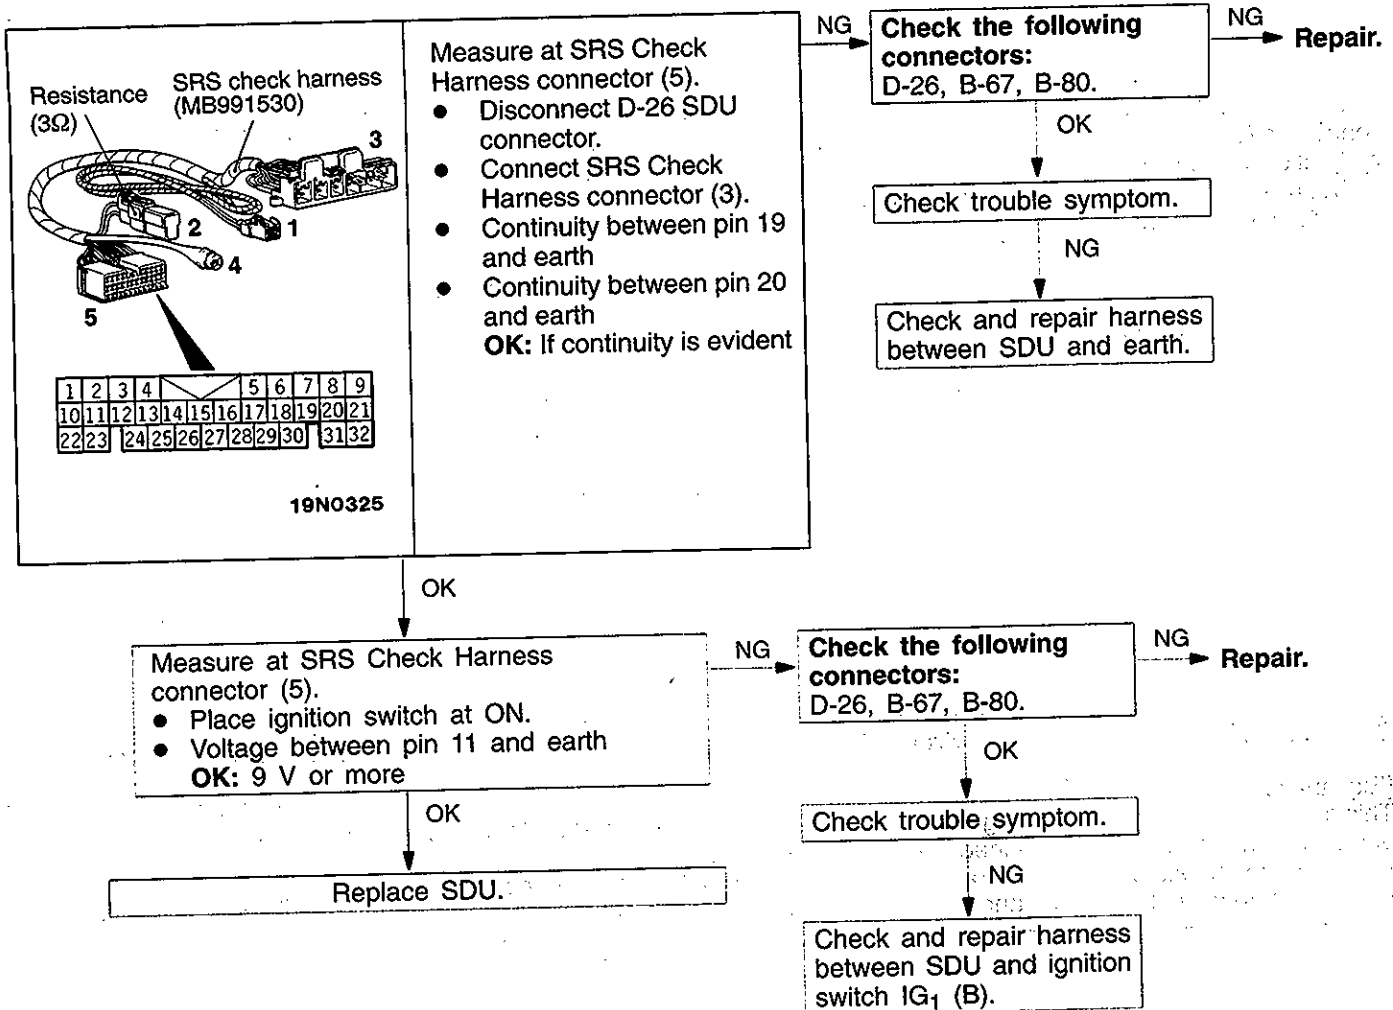 Resistance
(3Ω)
SRS check harness
(MB991530)
3
2
1
4
5
1 2 3 4 5 6 7 8 9
10 11 12 13 14 15 16 17 18 19 20 21
22 23 24 25 26 27 28 29 30 31 32
19N0325
Measure at SRS Check
Harness connector (5).
● Disconnect D-26 SDU
connector.
● Connect SRS Check
Harness connector (3).
● Continuity between pin 19
and earth
● Continuity between pin 20
and earth
OK: If continuity is evident
NG
Check the following
connectors:
D-26, B-67, B-80.
NG
Repair.
OK
Check trouble symptom.
NG
Check and repair harness
between SDU and earth.
OK
Measure at SRS Check Harness
connector (5).
● Place ignition switch at ON.
● Voltage between pin 11 and earth
OK: 9 V or more
NG
Check the following
connectors:
D-26, B-67, B-80.
NG
Repair.
OK
Check trouble symptom.
NG
Check and repair harness
between SDU and ignition
switch IG₁ (B).
OK
Replace SDU.